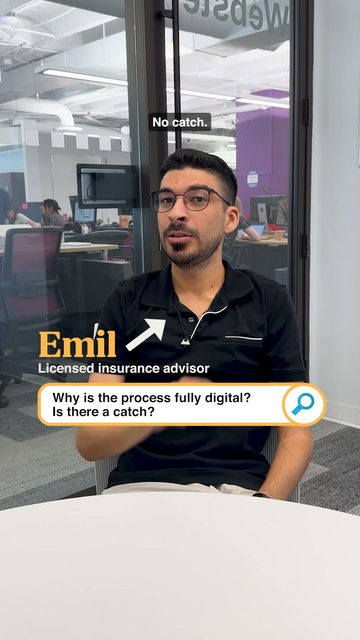 No catch.
Emil
Licensed insurance advisor
Why is the process fully digital?
Is there a catch?